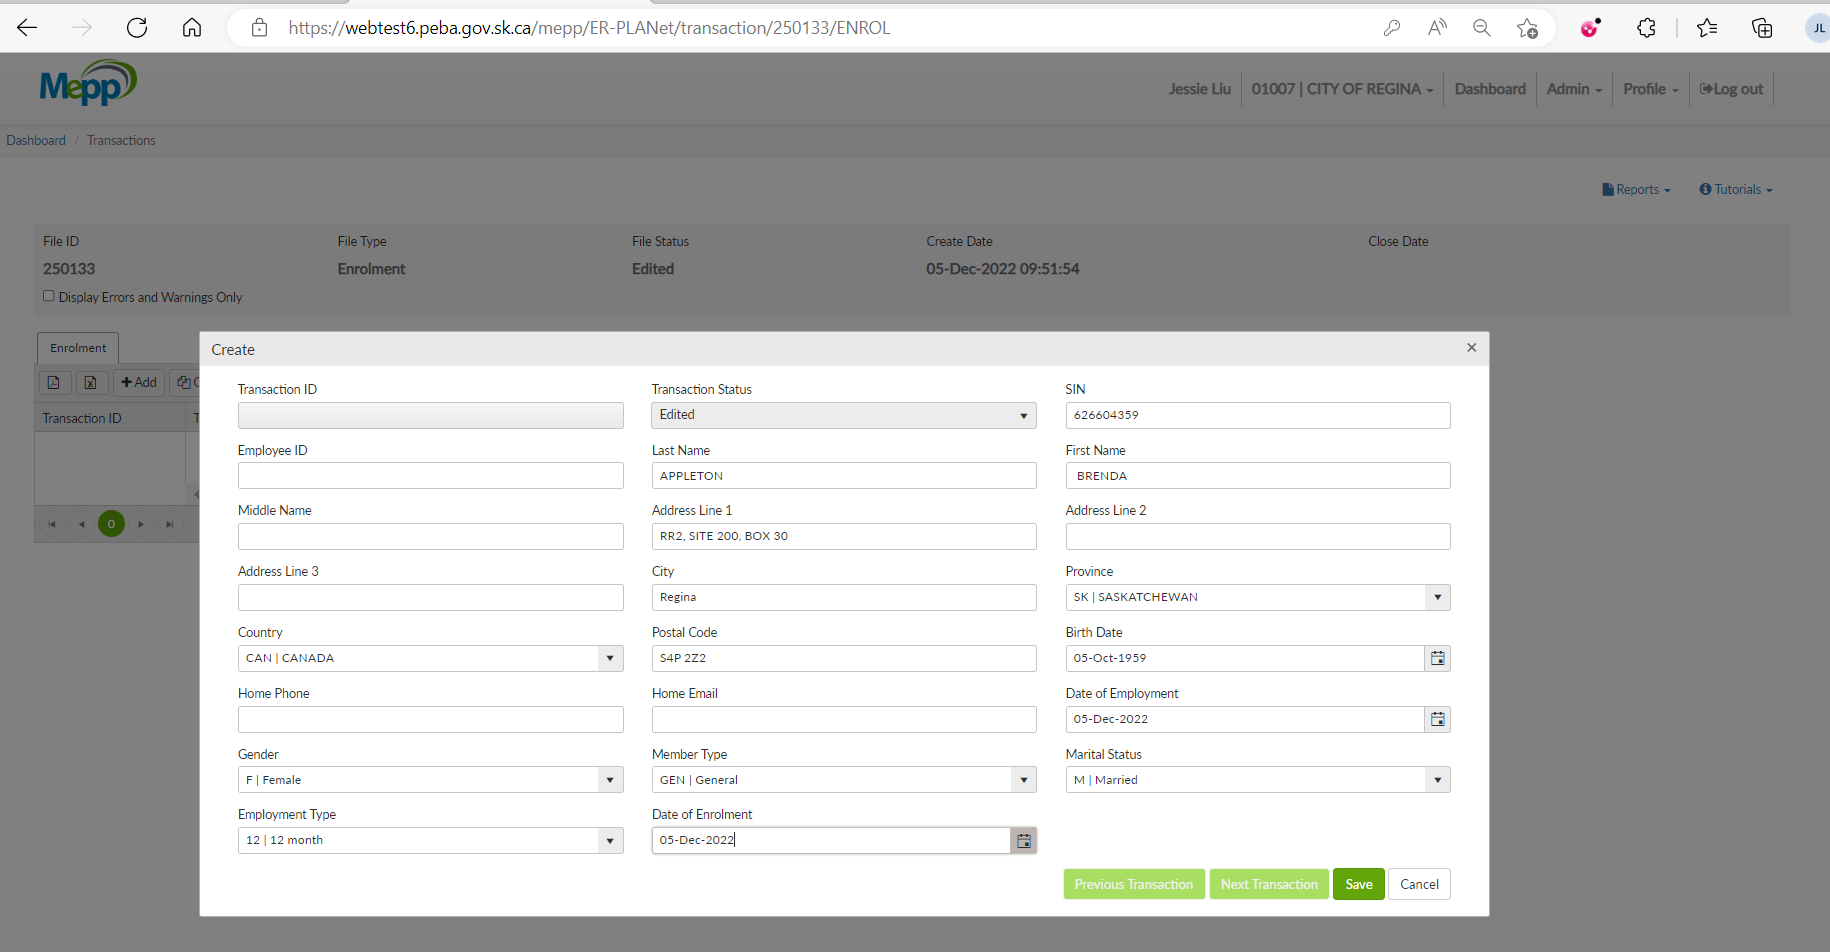 https://webtest6.peba.gov.sk.ca/mepp/ER-PLANet/transaction/250133/ENROL
JL
Mepp
Jessie Liu
01007 | CITY OF REGINA
Dashboard
Admin
Profile
Log out
Dashboard / Transactions
Reports
Tutorials
File ID
File Type
File Status
Create Date
Close Date
250133
Enrolment
Edited
05-Dec-2022 09:51:54
Display Errors and Warnings Only
Enrolment
Add
C
Transaction ID
T
0
Create
Transaction ID
Transaction Status
SIN
Edited
626604359
Employee ID
Last Name
First Name
APPLETON
BRENDA
Middle Name
Address Line 1
Address Line 2
RR2, SITE 200, BOX 30
Address Line 3
City
Province
Regina
SK | SASKATCHEWAN
Country
Postal Code
Birth Date
CAN | CANADA
S4P 2Z2
05-Oct-1959
Home Phone
Home Email
Date of Employment
05-Dec-2022
Gender
Member Type
Marital Status
F | Female
GEN | General
M | Married
Employment Type
Date of Enrolment
12 | 12 month
05-Dec-2022
Previous Transaction
Next Transaction
Save
Cancel